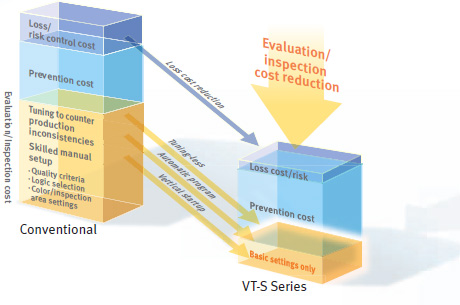 Loss/
risk control cost
Prevention cost
Tuning to counter
production
inconsistencies
Skilled manual
setup
・Quality criteria
・Logic selection
・Color/inspection
area settings
Evaluation/Inspection cost
Conventional
Loss cost reduction
Tuning-less
Automatic program
Vertical startup
Evaluation/
inspection
cost reduction
Loss cost/risk
Prevention cost
Basic settings only
VT-S Series